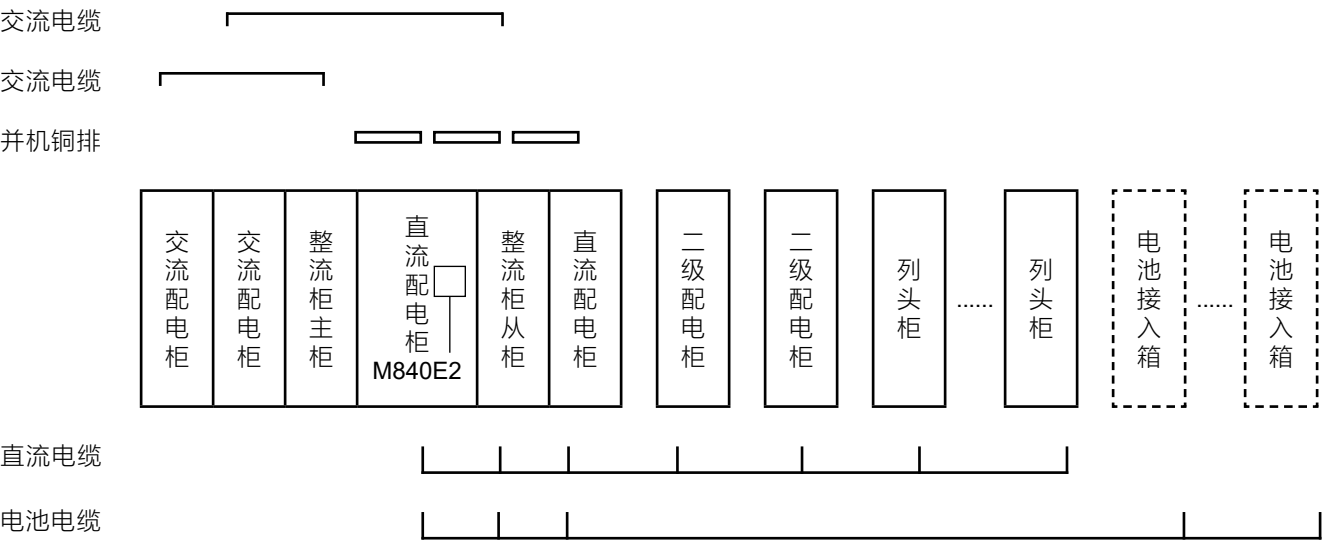 交流电缆
交流电缆
并机铜排
交流配电柜
交流配电柜
整流柜主柜
直流配电柜
M840E2
整流柜从柜
直流配电柜
二级配电柜
二级配电柜
列头柜
......
列头柜
电池接入箱
......
电池接入箱
直流电缆
电池电缆